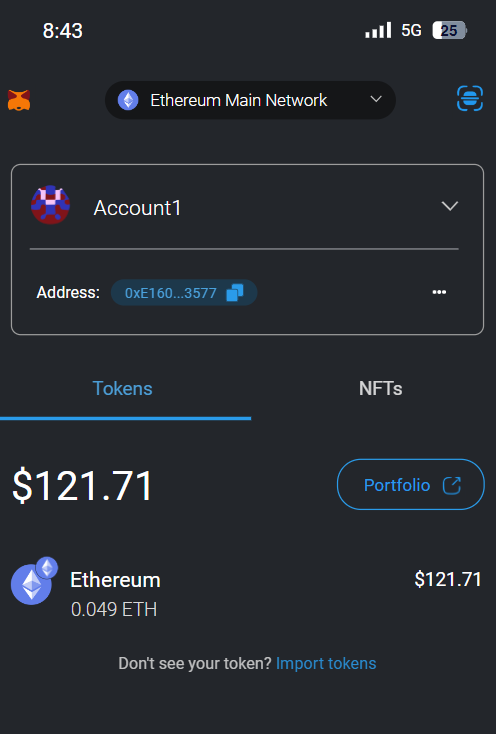 8:43 5G 25
Ethereum Main Network
Account1
Address: 0xE160...3577
Tokens NFTs
$121.71 Portfolio
Ethereum $121.71
0.049 ETH
Don't see your token? Import tokens